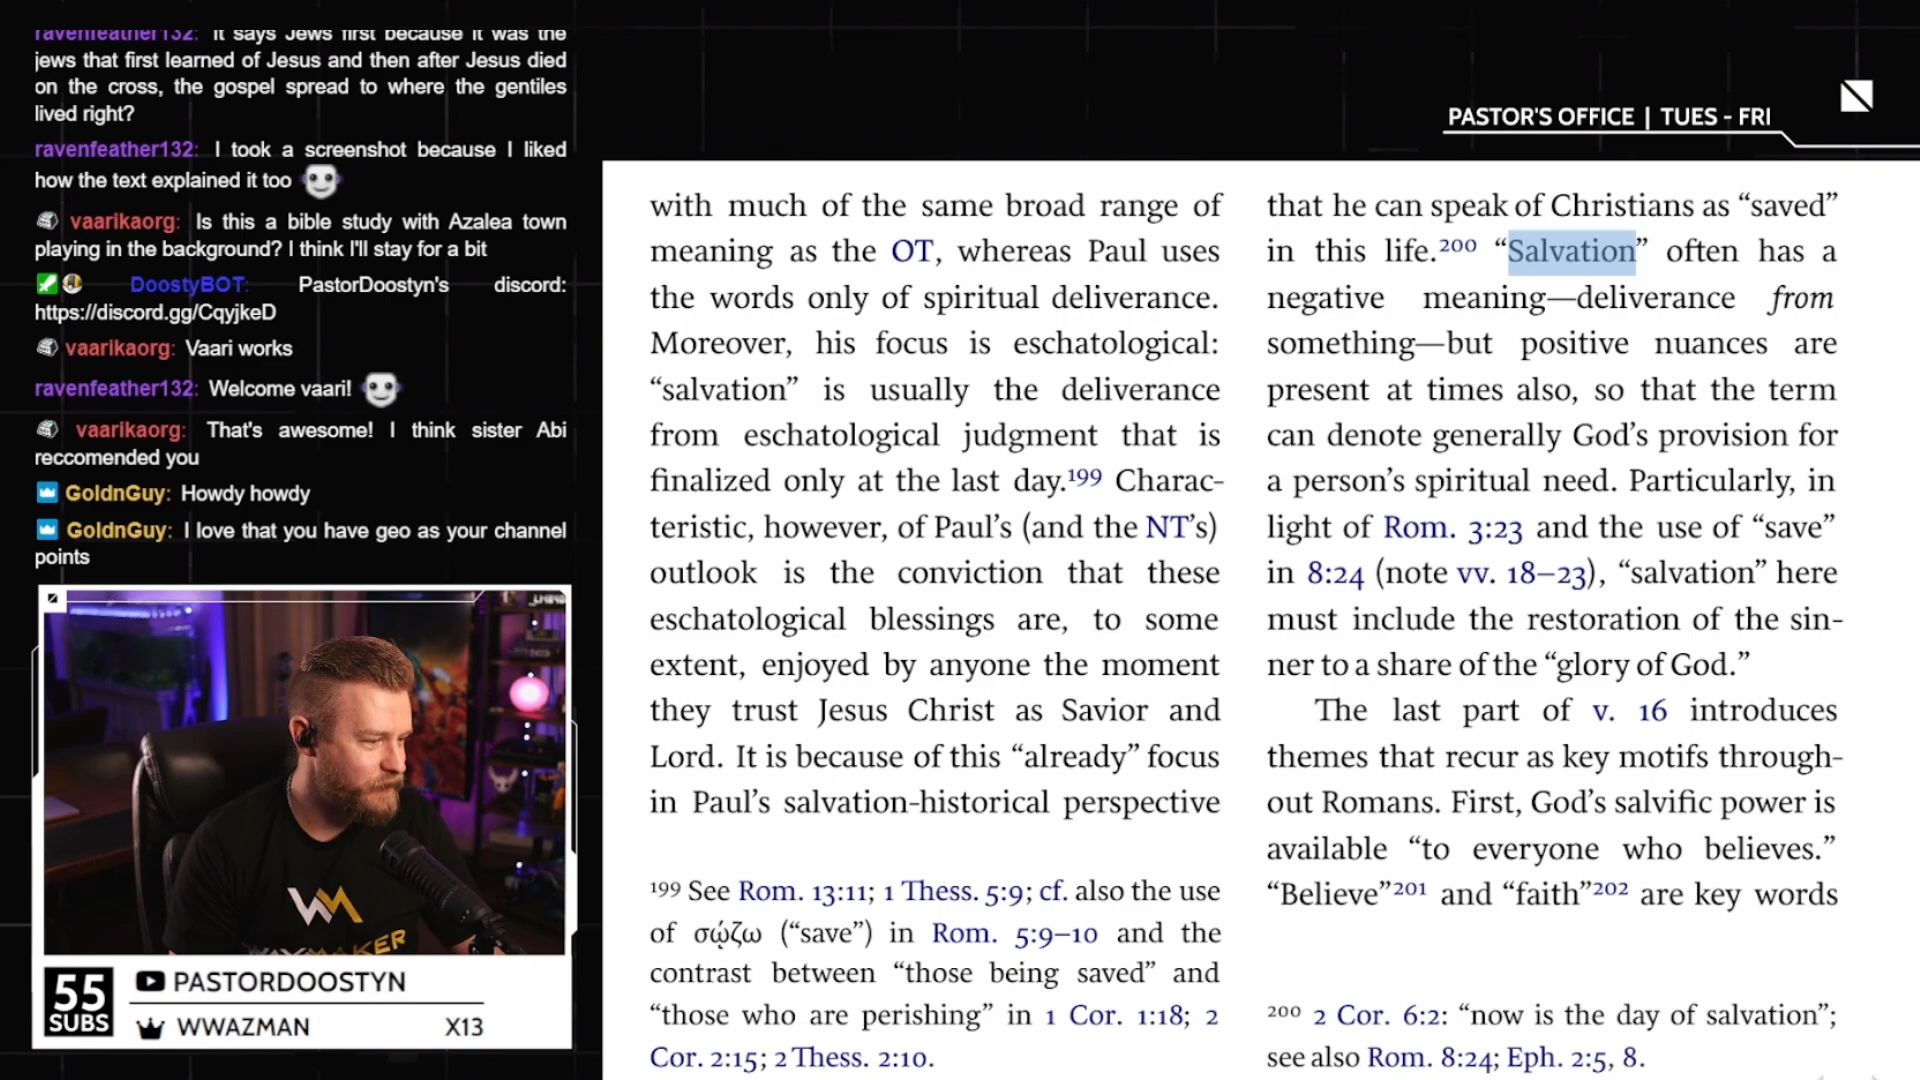 ravenfeather132: It says Jews first because it was the
jews that first learned of Jesus and then after Jesus died
on the cross, the gospel spread to where the gentiles
lived right?
ravenfeather132: I took a screenshot because I liked
how the text explained it too
vaarikaorg: Is this a bible study with Azalea town
playing in the background? I think I'll stay for a bit
DoostyBOT: PastorDoostyn's discord:
https://discord.gg/CqyjkeD
vaarikaorg: Vaari works
ravenfeather132: Welcome vaari!
vaarikaorg: That's awesome! I think sister Abi
reccomended you
GoldnGuy: Howdy howdy
GoldnGuy: I love that you have geo as your channel
points
WM
WAYMAKER
55
SUBS
PASTORDOOSTYN
WWAZMAN X13
PASTOR'S OFFICE | TUES - FRI
with much of the same broad range of
meaning as the OT, whereas Paul uses
the words only of spiritual deliverance.
Moreover, his focus is eschatological:
“salvation” is usually the deliverance
from eschatological judgment that is
finalized only at the last day.¹⁹⁹ Charac-
teristic, however, of Paul’s (and the NT’s)
outlook is the conviction that these
eschatological blessings are, to some
extent, enjoyed by anyone the moment
they trust Jesus Christ as Savior and
Lord. It is because of this “already” focus
in Paul’s salvation-historical perspective
¹⁹⁹ See Rom. 13:11; 1 Thess. 5:9; cf. also the use
of σῴζω (“save”) in Rom. 5:9–10 and the
contrast between “those being saved” and
“those who are perishing” in 1 Cor. 1:18; 2
Cor. 2:15; 2 Thess. 2:10.
that he can speak of Christians as “saved”
in this life.²⁰⁰ “Salvation” often has a
negative meaning—deliverance from
something—but positive nuances are
present at times also, so that the term
can denote generally God’s provision for
a person’s spiritual need. Particularly, in
light of Rom. 3:23 and the use of “save”
in 8:24 (note vv. 18–23), “salvation” here
must include the restoration of the sin-
ner to a share of the “glory of God.”
The last part of v. 16 introduces
themes that recur as key motifs through-
out Romans. First, God’s salvific power is
available “to everyone who believes.”
“Believe”²⁰¹ and “faith”²⁰² are key words
²⁰⁰ 2 Cor. 6:2: “now is the day of salvation”;
see also Rom. 8:24; Eph. 2:5, 8.